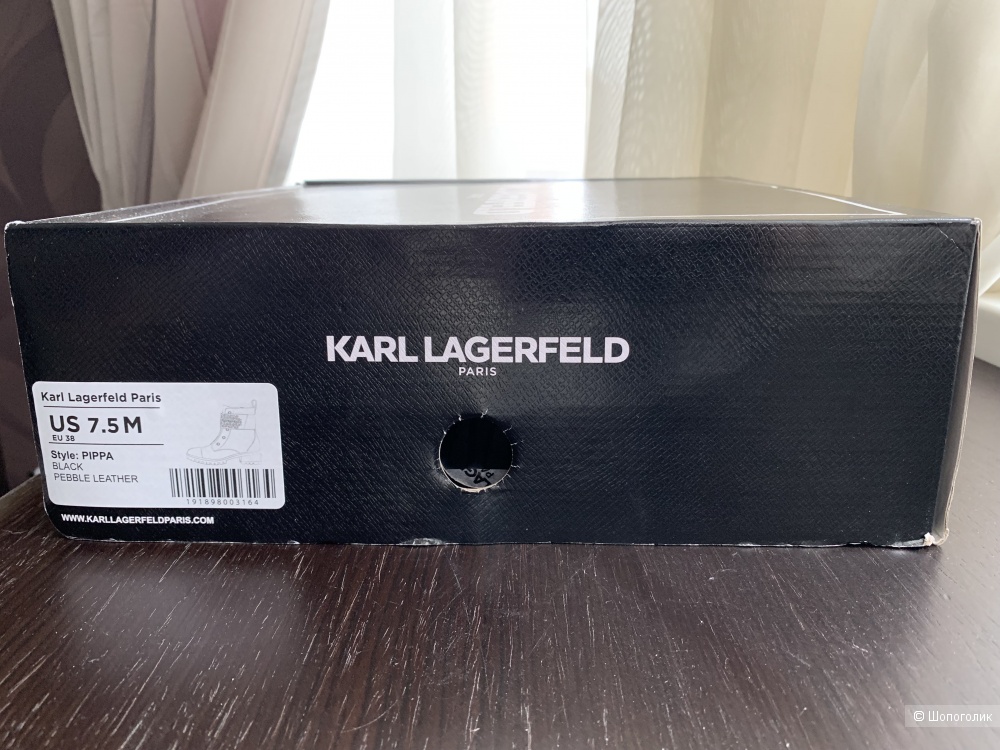 KARL LAGERFELD
PARIS
Karl Lagerfeld Paris
US 7.5 M
EU 38
Style: PIPPA
BLACK
PEBBLE LEATHER
191898003164
WWW.KARLLAGERFELDPARIS.COM
© Шопоголик